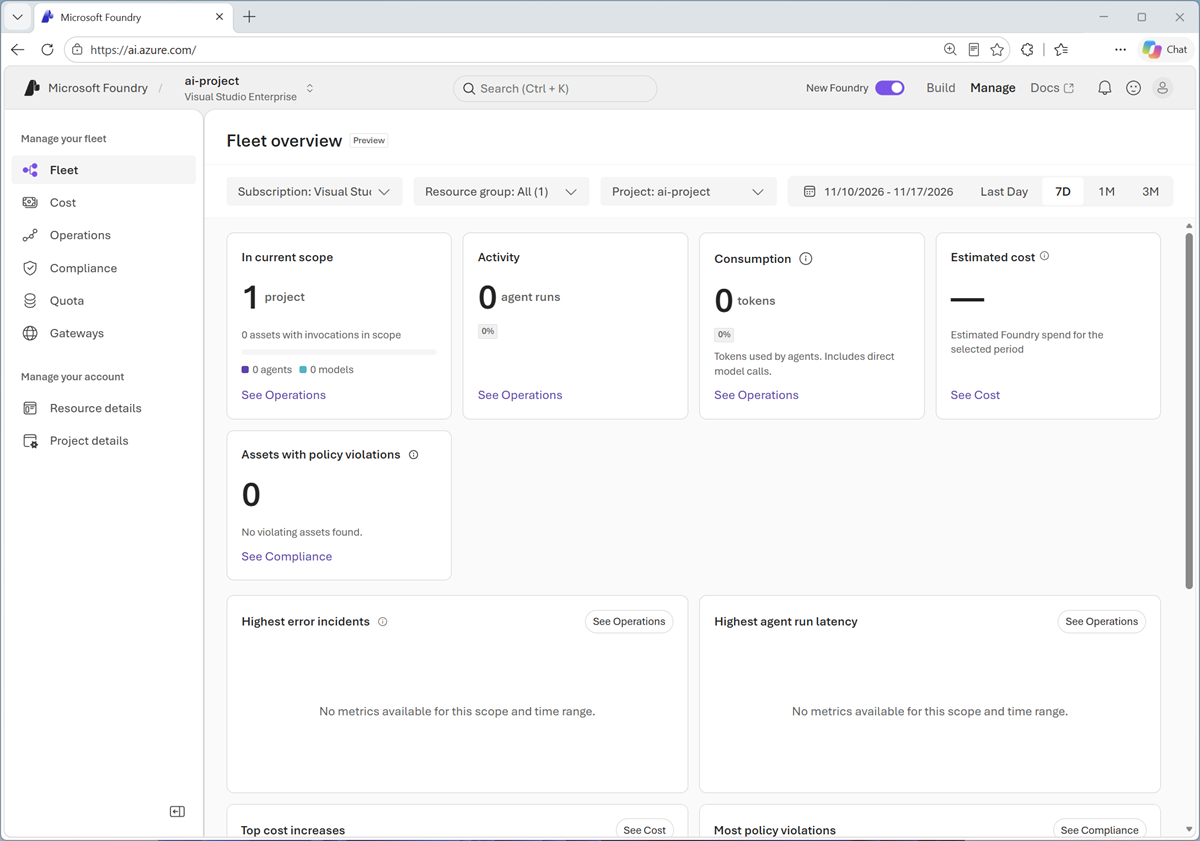 Microsoft Foundry
https://ai.azure.com/
Chat
Microsoft Foundry / ai-project
Visual Studio Enterprise
Search (Ctrl + K)
New Foundry
Build
Manage
Docs
Manage your fleet
Fleet
Cost
Operations
Compliance
Quota
Gateways
Manage your account
Resource details
Project details
Fleet overview Preview
Subscription: Visual Stu
Resource group: All (1)
Project: ai-project
11/10/2026 - 11/17/2026
Last Day
7D
1M
3M
In current scope
1 project
0 assets with invocations in scope
0 agents 0 models
See Operations
Activity
0 agent runs
0%
See Operations
Consumption
0 tokens
0%
Tokens used by agents. Includes direct
model calls.
See Operations
Estimated cost
—
Estimated Foundry spend for the
selected period
See Cost
Assets with policy violations
0
No violating assets found.
See Compliance
Highest error incidents
See Operations
No metrics available for this scope and time range.
Highest agent run latency
See Operations
No metrics available for this scope and time range.
Top cost increases
See Cost
Most policy violations
See Compliance